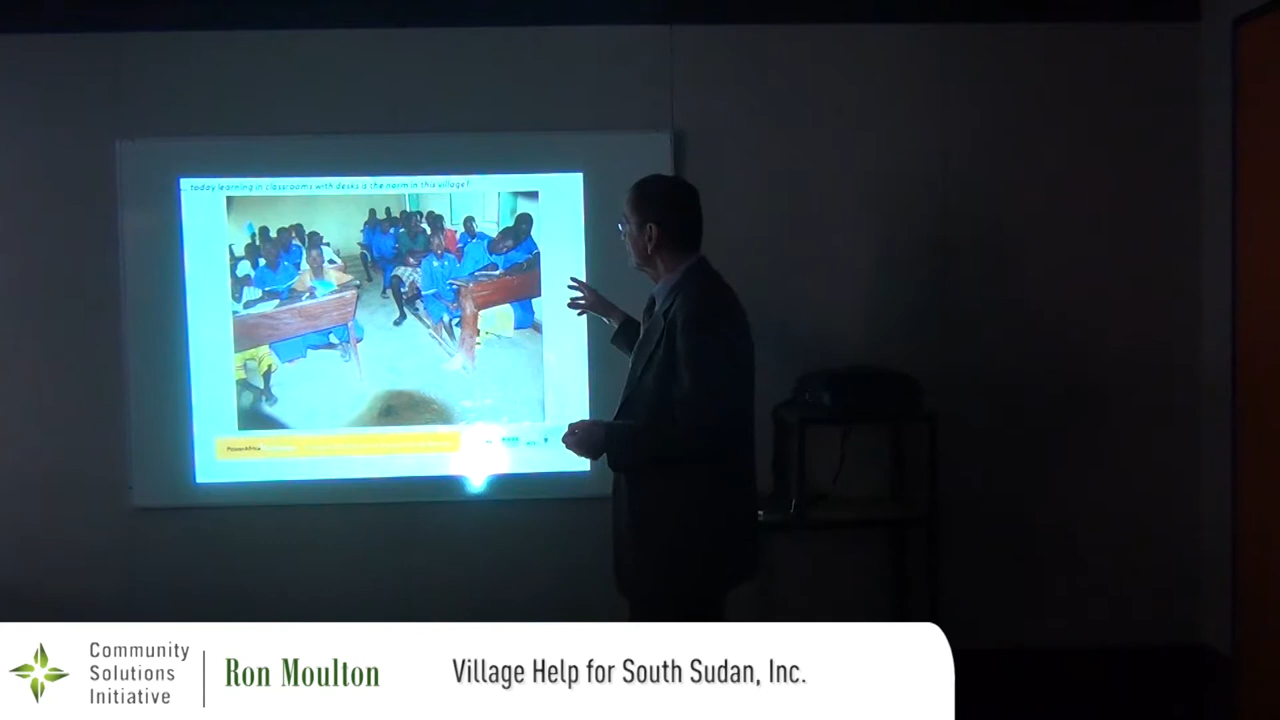 ... today learning in classrooms with desks is the norm in this village!
PowerAfrica
Community
Solutions
Initiative
Ron Moulton
Village Help for South Sudan, Inc.